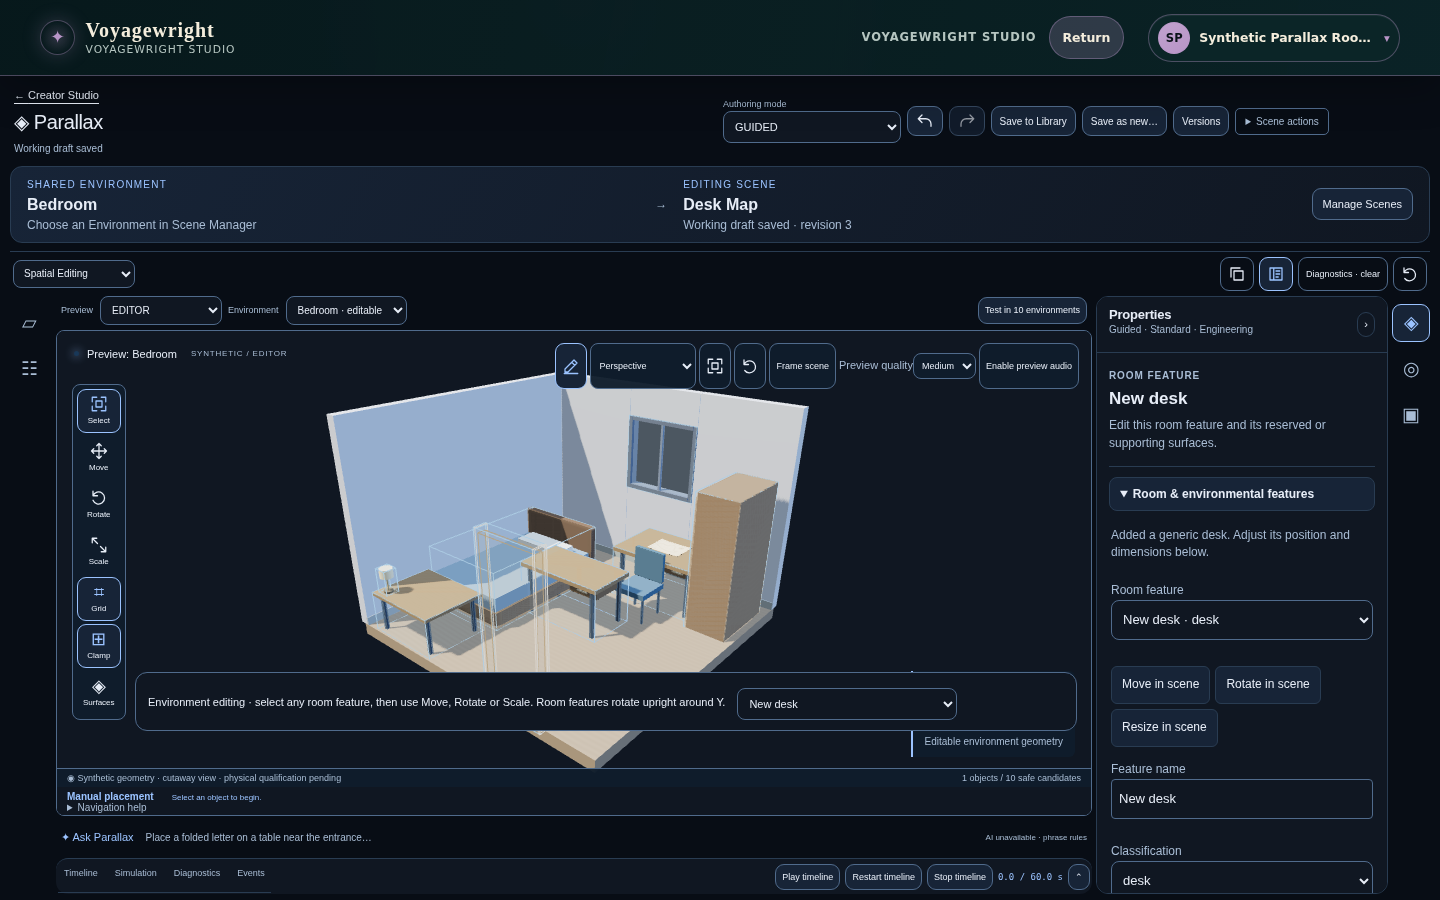 Voyagewright
VOYAGEWRIGHT STUDIO
VOYAGEWRIGHT STUDIO
Return
SP
Synthetic Parallax Roo…
← Creator Studio
◈ Parallax
Working draft saved
Authoring mode
GUIDED
Save to Library
Save as new…
Versions
▶ Scene actions
SHARED ENVIRONMENT
Bedroom
Choose an Environment in Scene Manager
→
EDITING SCENE
Desk Map
Working draft saved · revision 3
Manage Scenes
Spatial Editing
Diagnostics · clear
Preview
EDITOR
Environment
Bedroom · editable
Test in 10 environments
Preview: Bedroom
SYNTHETIC / EDITOR
Perspective
Frame scene
Preview quality
Medium
Enable preview audio
Select
Move
Rotate
Scale
Grid
Clamp
Surfaces
Environment editing · select any room feature, then use Move, Rotate or Scale. Room features rotate upright around Y.
New desk
Editable environment geometry
◉ Synthetic geometry · cutaway view · physical qualification pending
1 objects / 10 safe candidates
Manual placement
Select an object to begin.
▶ Navigation help
✦ Ask Parallax
Place a folded letter on a table near the entrance…
AI unavailable · phrase rules
Timeline
Simulation
Diagnostics
Events
Play timeline
Restart timeline
Stop timeline
0.0 / 60.0 s
Properties
Guided · Standard · Engineering
›
ROOM FEATURE
New desk
Edit this room feature and its reserved or
supporting surfaces.
▼ Room & environmental features
Added a generic desk. Adjust its position and
dimensions below.
Room feature
New desk · desk
Move in scene
Rotate in scene
Resize in scene
Feature name
New desk
Classification
desk